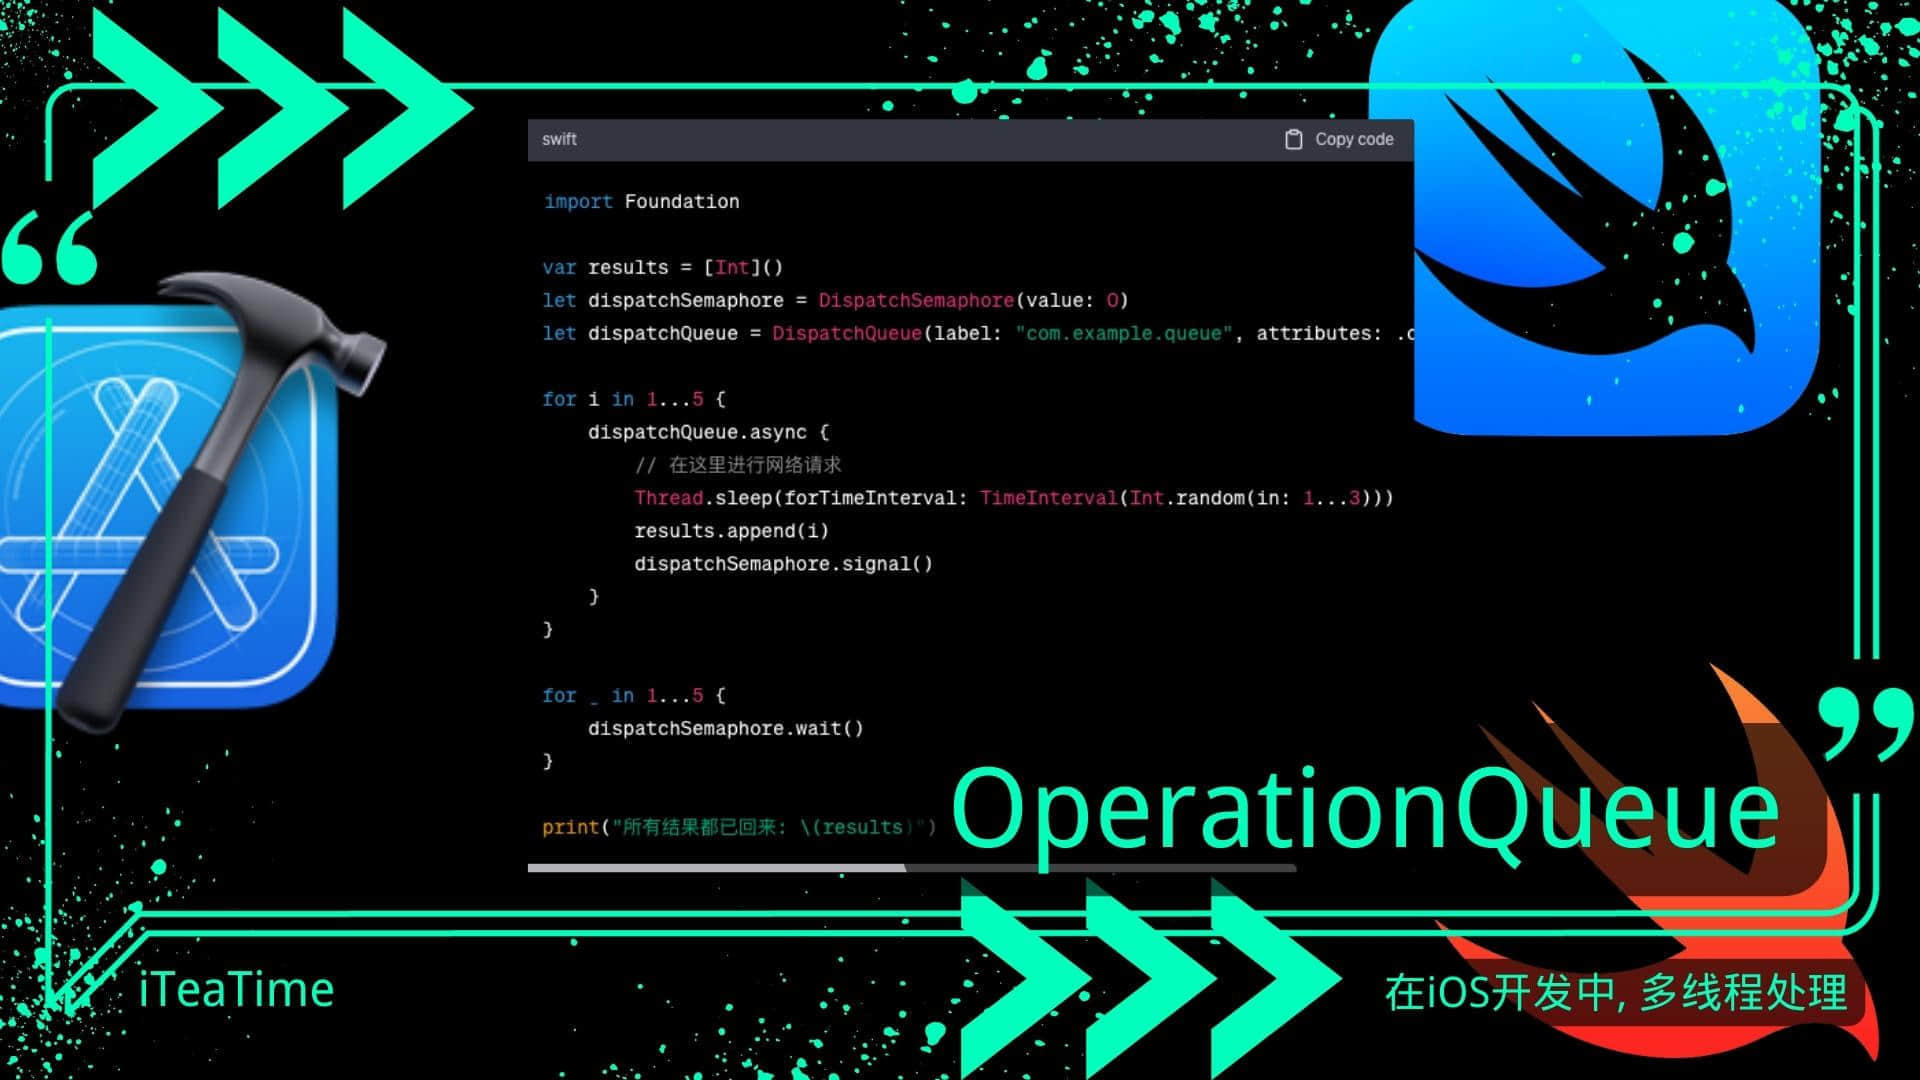 swift
Copy code
import Foundation
var results = [Int]()
let dispatchSemaphore = DispatchSemaphore(value: 0)
let dispatchQueue = DispatchQueue(label: "com.example.queue", attributes: .c
for i in 1...5 {
dispatchQueue.async {
// 在这里进行网络请求
Thread.sleep(forTimeInterval: TimeInterval(Int.random(in: 1...3)))
results.append(i)
dispatchSemaphore.signal()
}
}
for _ in 1...5 {
dispatchSemaphore.wait()
}
print("所有结果都已回来: \(results)")
OperationQueue
iTeaTime
在iOS开发中, 多线程处理